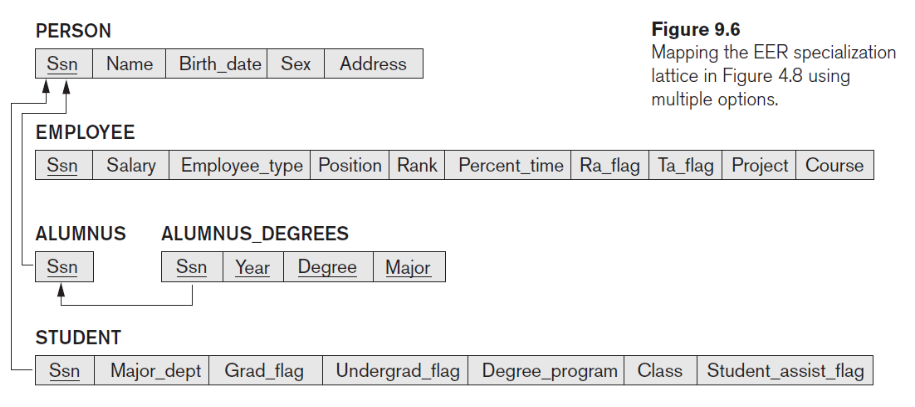 PERSON
Ssn Name Birth_date Sex Address
Figure 9.6
Mapping the EER specialization
lattice in Figure 4.8 using
multiple options.
EMPLOYEE
Ssn Salary Employee_type Position Rank Percent_time Ra_flag Ta_flag Project Course
ALUMNUS ALUMNUS_DEGREES
Ssn Ssn Year Degree Major
STUDENT
Ssn Major_dept Grad_flag Undergrad_flag Degree_program Class Student_assist_flag